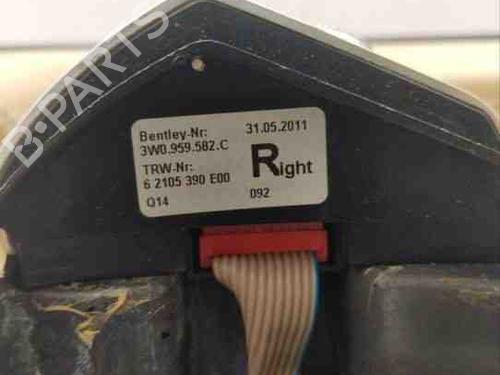 B-PARTS
Bentley-Nr: 31.05.2011
3W0.959.582.C
TRW-Nr: Right
6 2105 390 E00
Q14 092